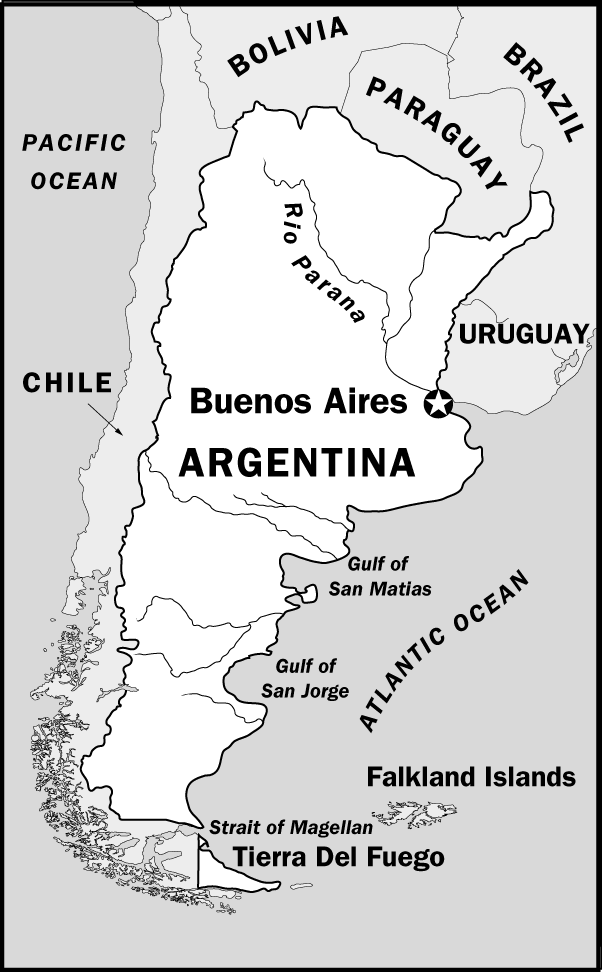 BOLIVIA
BRAZIL
PARAGUAY
PACIFIC
OCEAN
Rio Parana
URUGUAY
CHILE
Buenos Aires
ARGENTINA
Gulf of
San Matias
ATLANTIC OCEAN
Gulf of
San Jorge
Falkland Islands
Strait of Magellan
Tierra Del Fuego